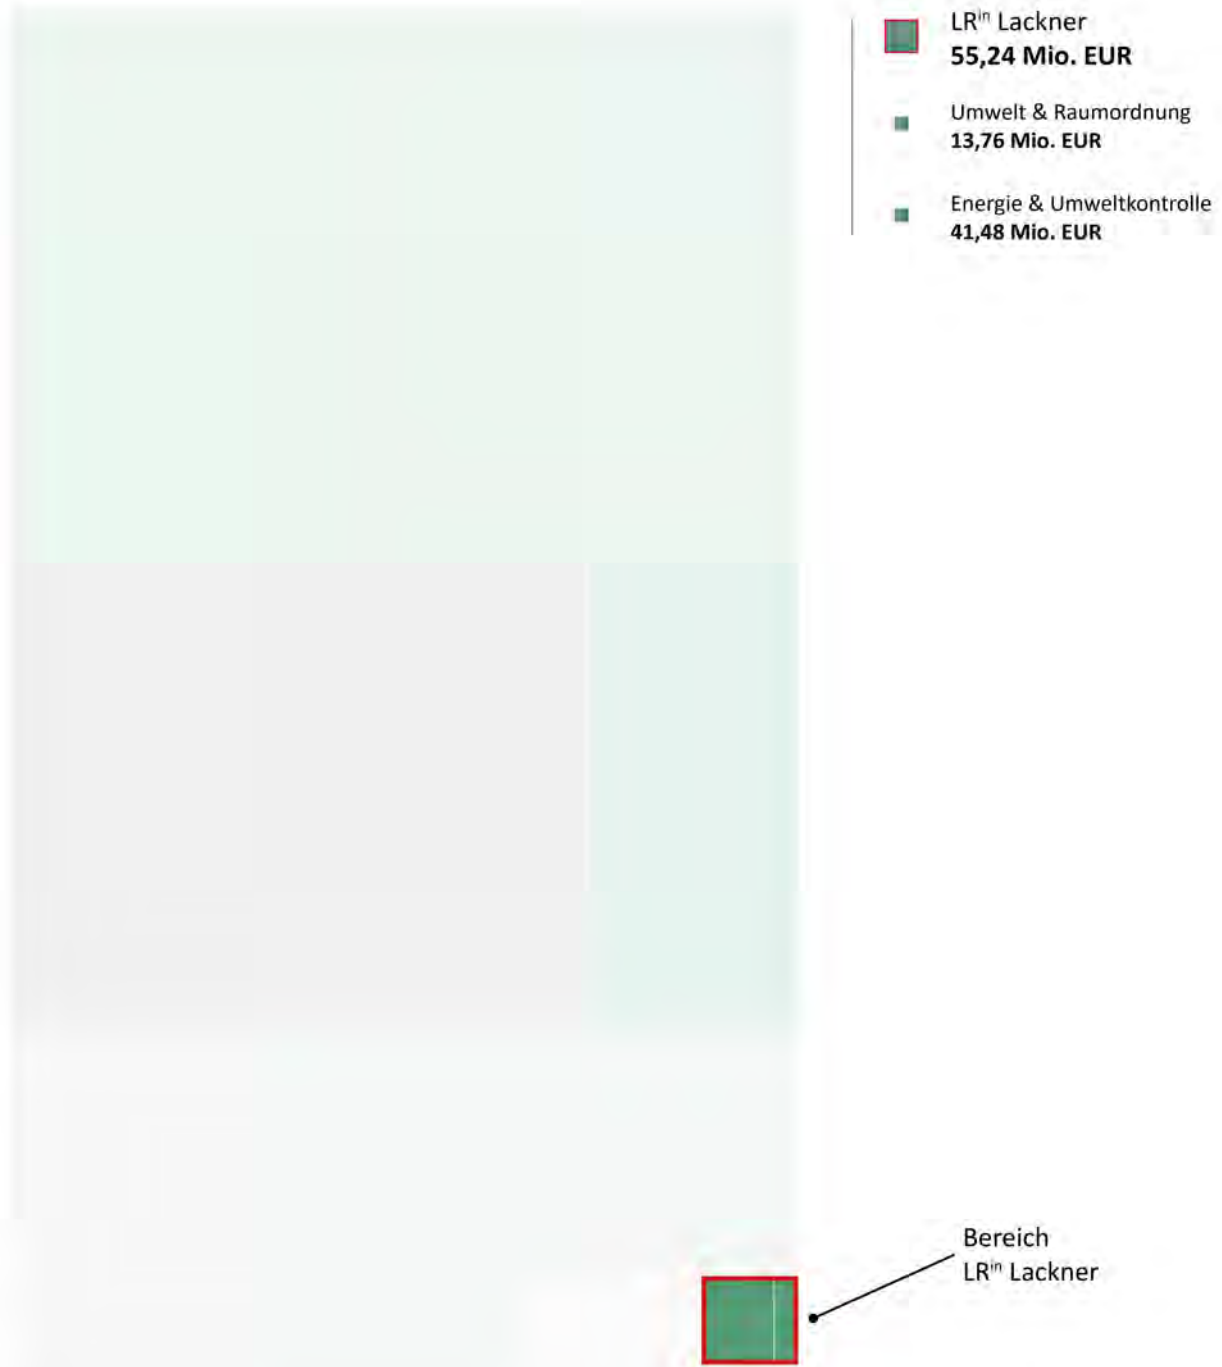 LRⁱⁿ Lackner
55,24 Mio. EUR
Umwelt & Raumordnung
13,76 Mio. EUR
Energie & Umweltkontrolle
41,48 Mio. EUR
Bereich
LRⁱⁿ Lackner